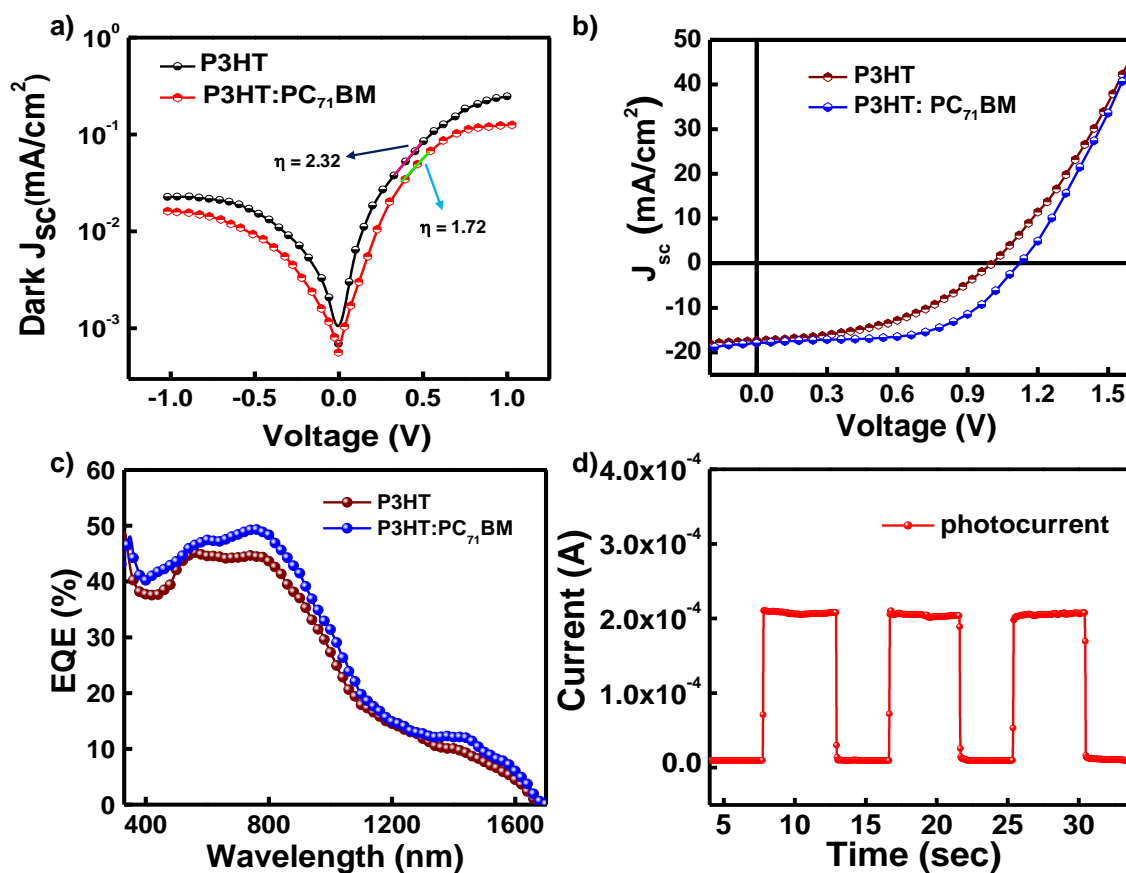 a)
10⁰
10⁻¹
10⁻²
10⁻³
Dark J_SC(mA/cm²)
P3HT
P3HT:PC₇₁BM
η = 2.32
η = 1.72
-1.0 -0.5 0.0 0.5 1.0
Voltage (V)
b)
50
40
30
20
10
0
-10
-20
J_sc (mA/cm²)
P3HT
P3HT: PC₇₁BM
0.0 0.3 0.6 0.9 1.2 1.5
Voltage (V)
c)
60
50
40
30
20
10
0
EQE (%)
P3HT
P3HT:PC₇₁BM
400 800 1200 1600
Wavelength (nm)
d)
4.0x10⁻⁴
3.0x10⁻⁴
2.0x10⁻⁴
1.0x10⁻⁴
0.0
Current (A)
photocurrent
5 10 15 20 25 30
Time (sec)